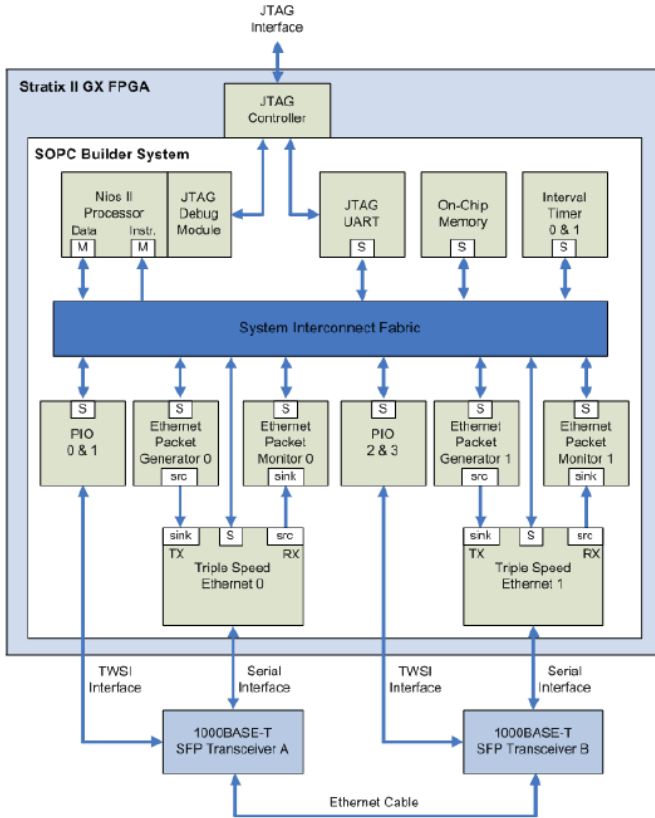 JTAG
Interface
Stratix II GX FPGA
JTAG
Controller
SOPC Builder System
Nios II
Processor
Data
Instr.
M
M
JTAG
Debug
Module
JTAG
UART
S
On-Chip
Memory
S
Interval
Timer
0 & 1
S
System Interconnect Fabric
S
PIO
0 & 1
S
Ethernet
Packet
Generator 0
src
S
Ethernet
Packet
Monitor 0
sink
S
PIO
2 & 3
S
Ethernet
Packet
Generator 1
src
S
Ethernet
Packet
Monitor 1
sink
sink
S
src
TX
RX
Triple Speed
Ethernet 0
sink
S
src
TX
RX
Triple Speed
Ethernet 1
TWSI
Interface
Serial
Interface
TWSI
Interface
Serial
Interface
1000BASE-T
SFP Transceiver A
1000BASE-T
SFP Transceiver B
Ethernet Cable